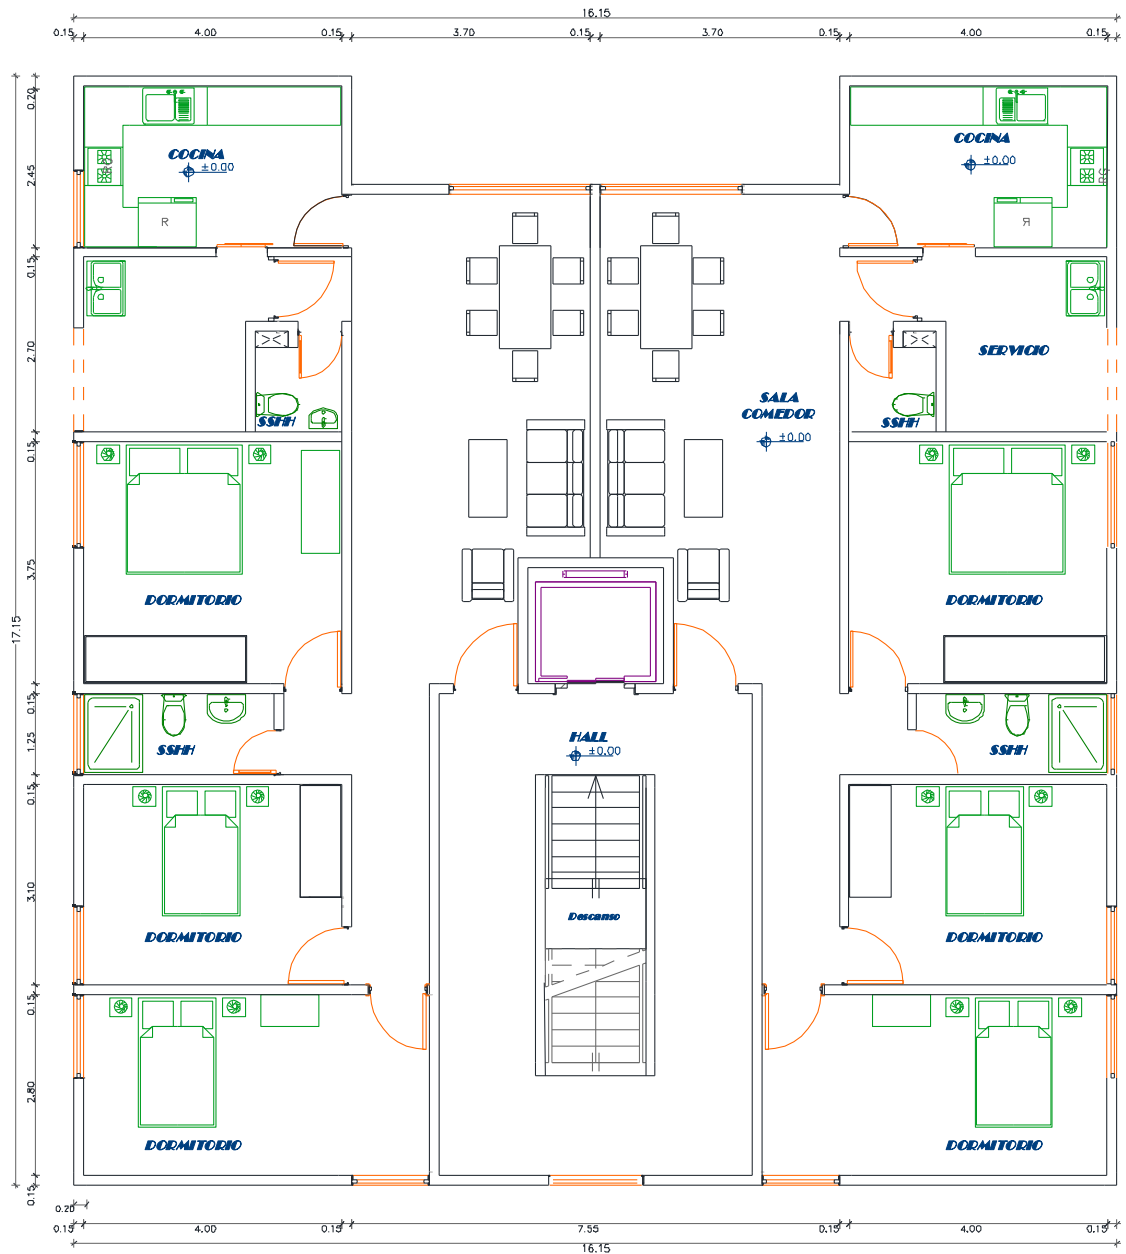 16.15
0.15 4.00 0.15 3.70 0.15 3.70 0.15 4.00 0.15
0.20
COCINA
±0.00
COCINA
±0.00
2.45
R
R
0.15
2.70
SERVICIO
SALA
COMEDOR
±0.00
SSHH
SSHH
0.15
3.75
DORMITORIO
DORMITORIO
17.15
0.15
HALL
±0.00
1.25
SSHH
SSHH
0.15
3.10
Descanso
DORMITORIO
DORMITORIO
0.15
2.80
DORMITORIO
DORMITORIO
0.15
0.20
0.15 4.00 0.15 7.55 0.15 4.00 0.15
16.15